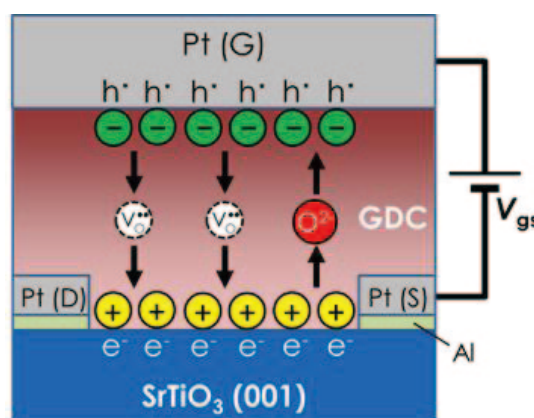 Pt (G)
h• h• h• h• h• h•
− − − − − −
V••O V••O O²⁻ GDC
Vgs
Pt (D) + + + + + + Pt (S)
e⁻ e⁻ e⁻ e⁻ e⁻ e⁻
Al
SrTiO₃ (001)